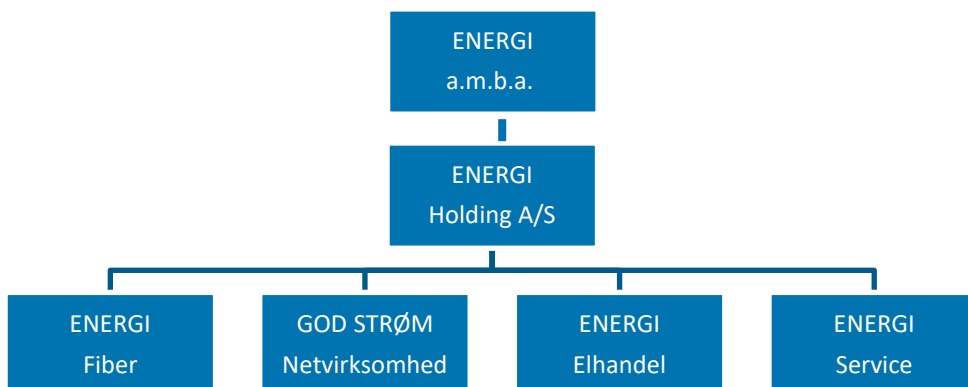 ENERGI
a.m.b.a.
ENERGI
Holding A/S
ENERGI
Fiber
GOD STRØM
Netvirksomhed
ENERGI
Elhandel
ENERGI
Service